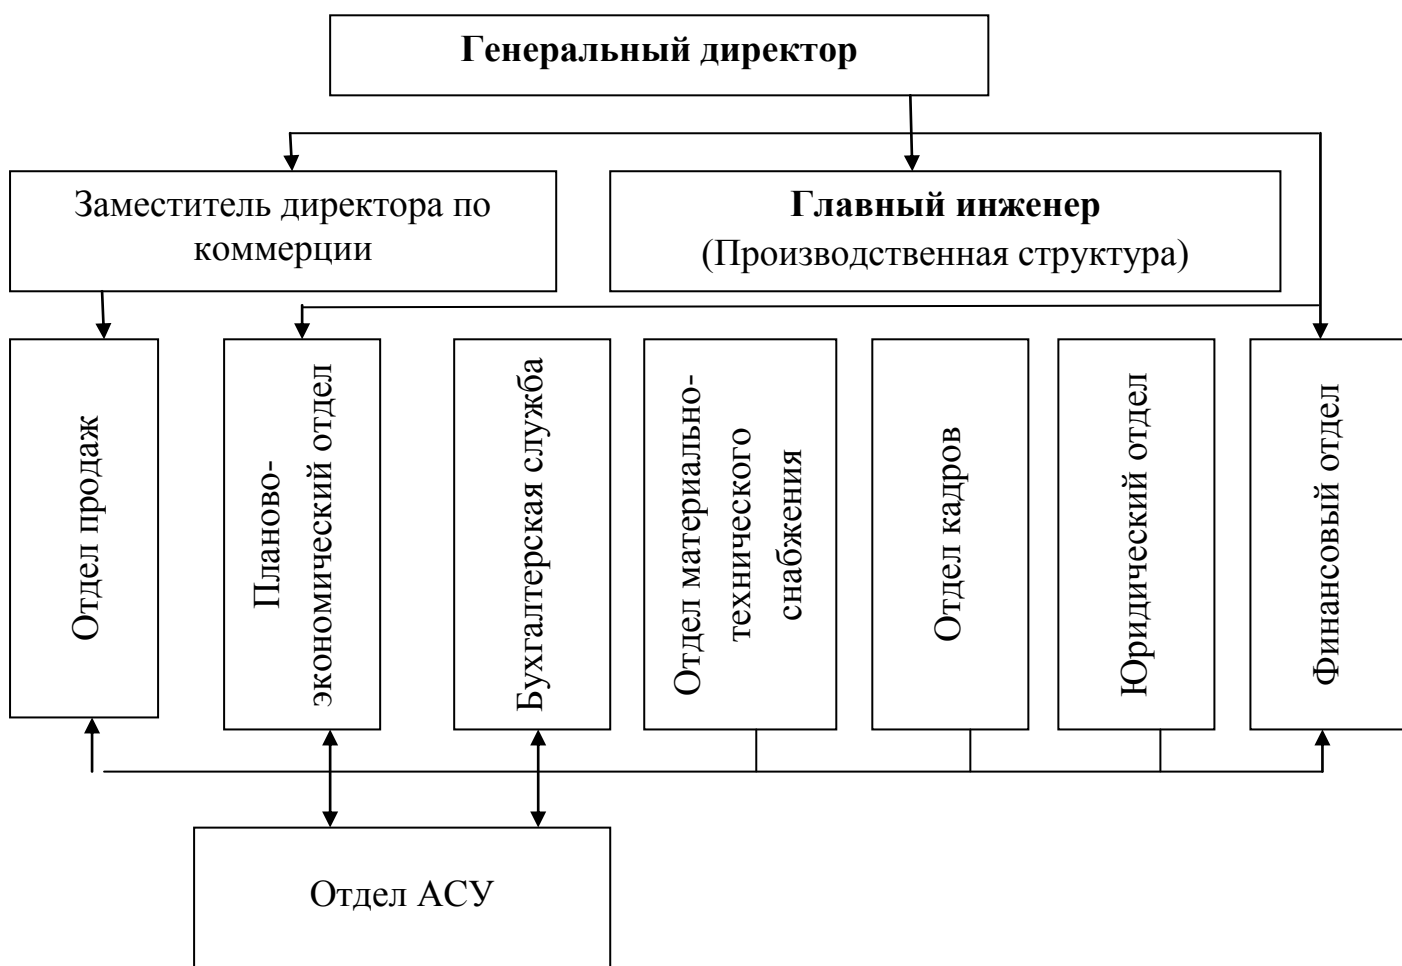 Генеральный директор
Заместитель директора по
коммерции
Главный инженер
(Производственная структура)
Отдел продаж
Планово-
экономический отдел
Бухгалтерская служба
Отдел материально-
технического
снабжения
Отдел кадров
Юридический отдел
Финансовый отдел
Отдел АСУ